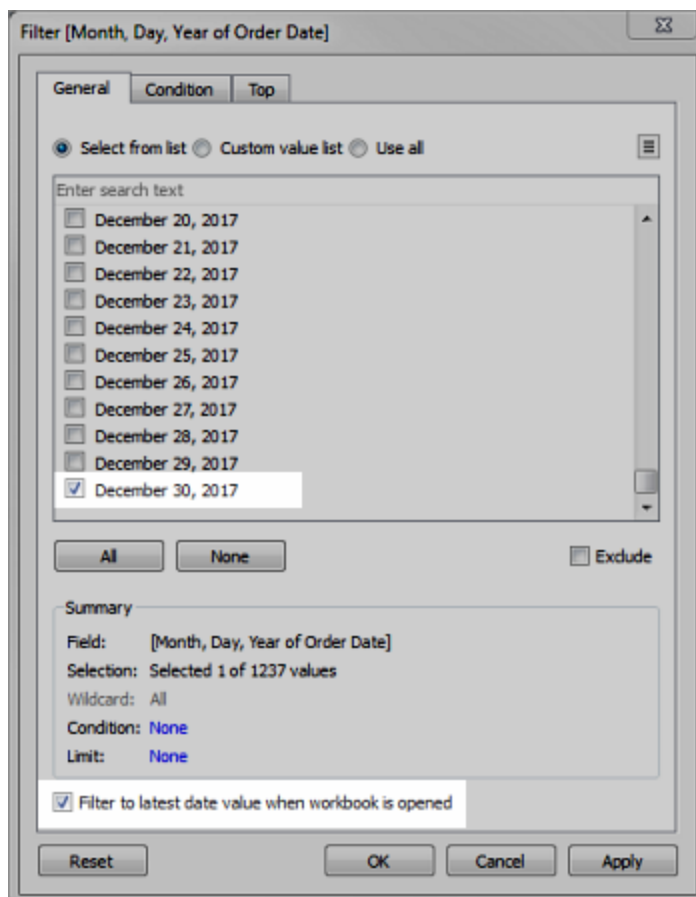 Filter [Month, Day, Year of Order Date]
General Condition Top
Select from list Custom value list Use all
Enter search text
December 20, 2017
December 21, 2017
December 22, 2017
December 23, 2017
December 24, 2017
December 25, 2017
December 26, 2017
December 27, 2017
December 28, 2017
December 29, 2017
December 30, 2017
All None Exclude
Summary
Field: [Month, Day, Year of Order Date]
Selection: Selected 1 of 1237 values
Wildcard: All
Condition: None
Limit: None
Filter to latest date value when workbook is opened
Reset OK Cancel Apply